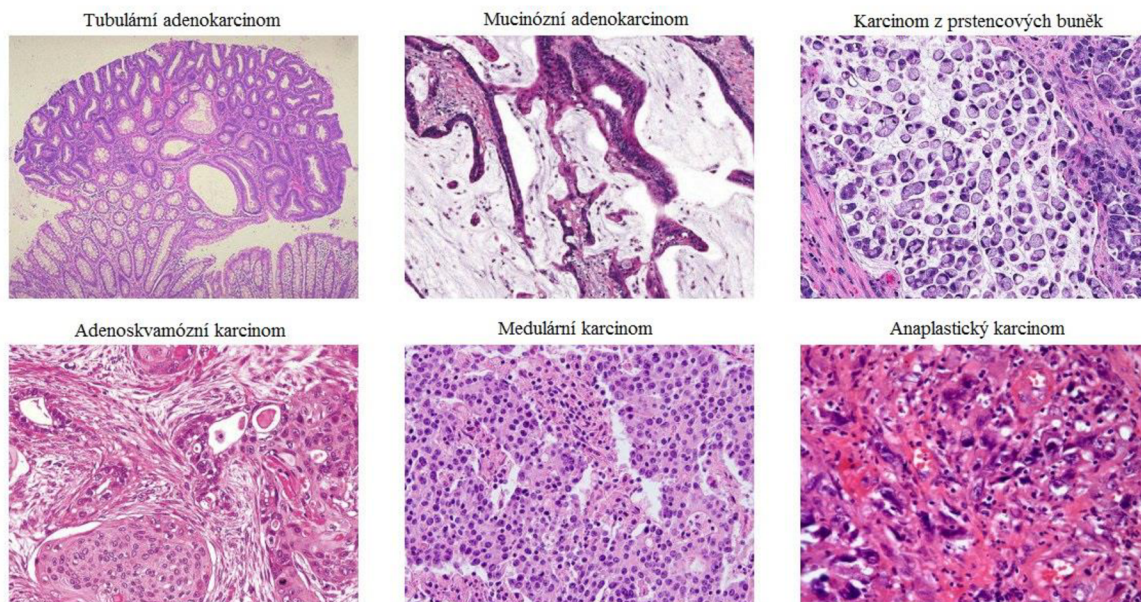 Tubulární adenokarcinom
Mucinózní adenokarcinom
Karcinom z prstencových buněk
Adenoskvamózní karcinom
Medulární karcinom
Anaplastický karcinom